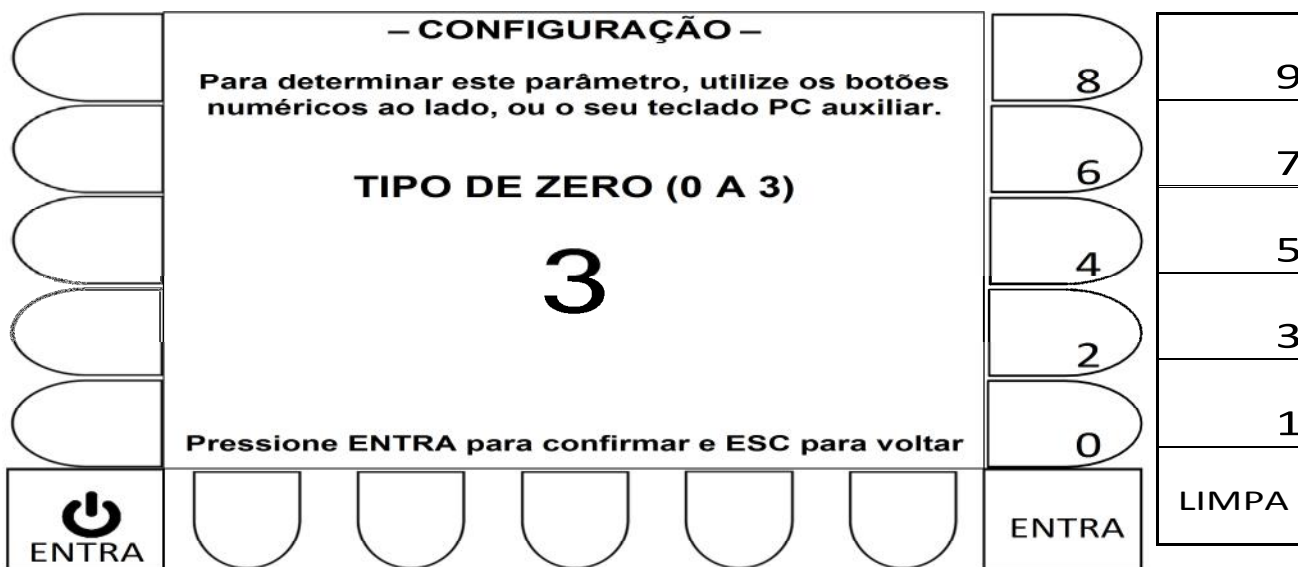 – CONFIGURAÇÃO –
Para determinar este parâmetro, utilize os botões
numéricos ao lado, ou o seu teclado PC auxiliar.
TIPO DE ZERO (0 A 3)
3
Pressione ENTRA para confirmar e ESC para voltar
8
9
6
7
4
5
2
3
0
1
ENTRA
ENTRA
LIMPA